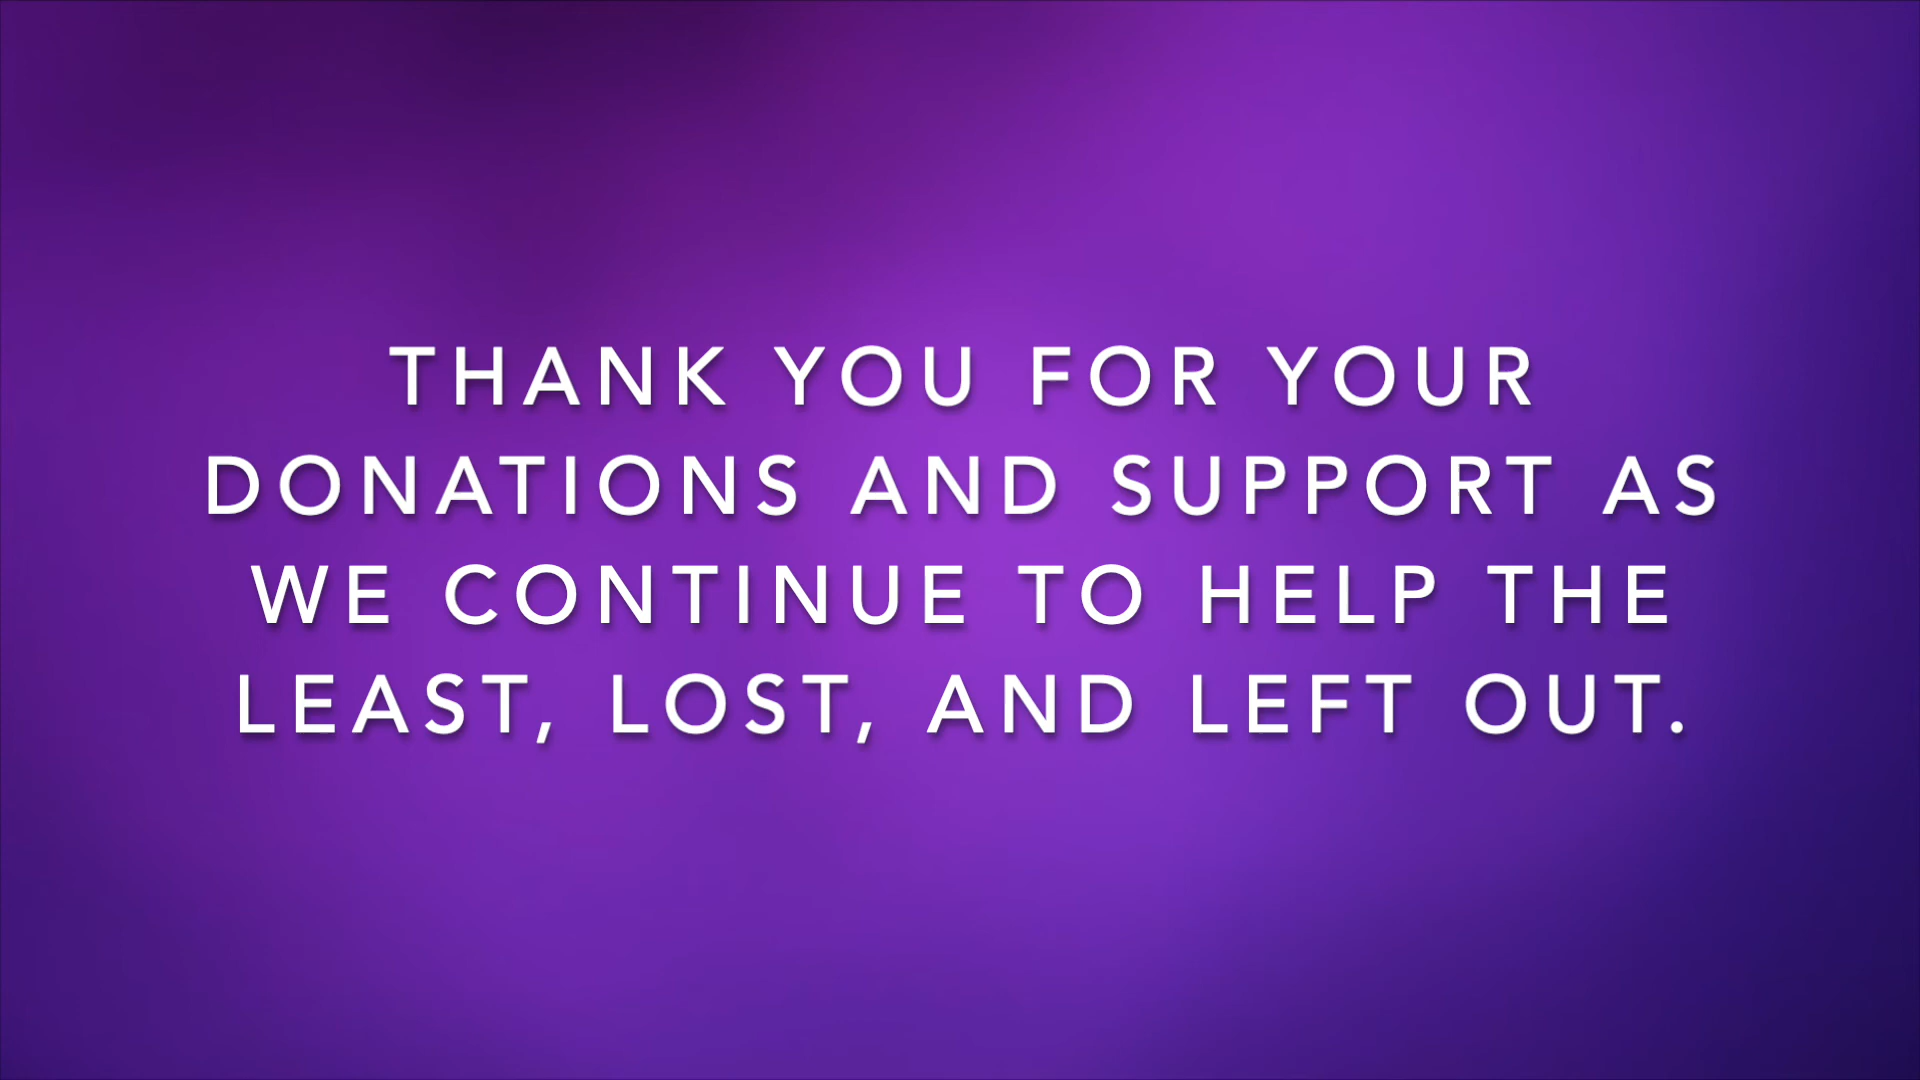 THANK YOU FOR YOUR
DONATIONS AND SUPPORT AS
WE CONTINUE TO HELP THE
LEAST, LOST, AND LEFT OUT.